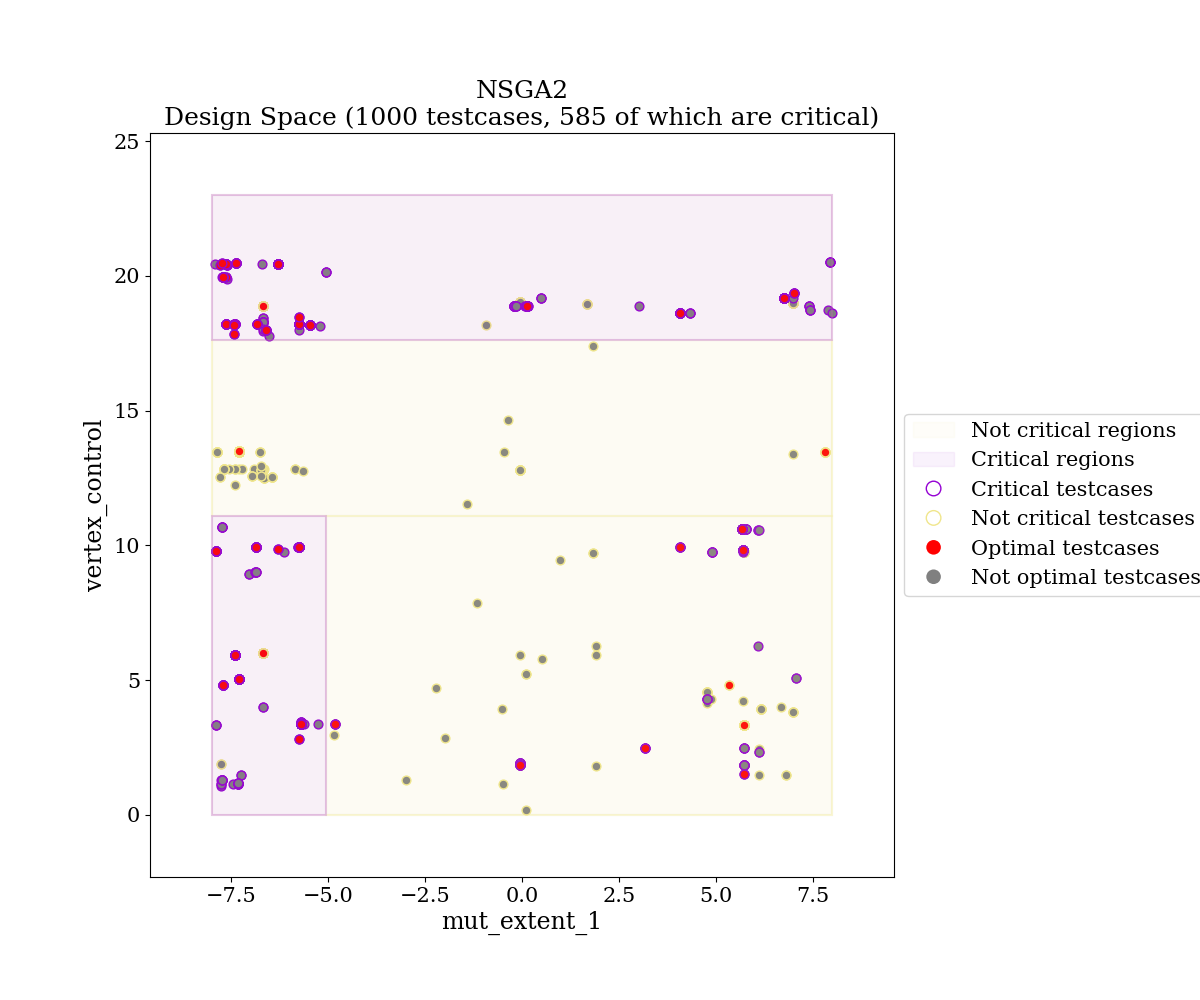 NSGA2
Design Space (1000 testcases, 585 of which are critical)
25
20
15
10
5
0
vertex_control
−7.5 −5.0 −2.5 0.0 2.5 5.0 7.5
mut_extent_1
Not critical regions
Critical regions
Critical testcases
Not critical testcases
Optimal testcases
Not optimal testcases